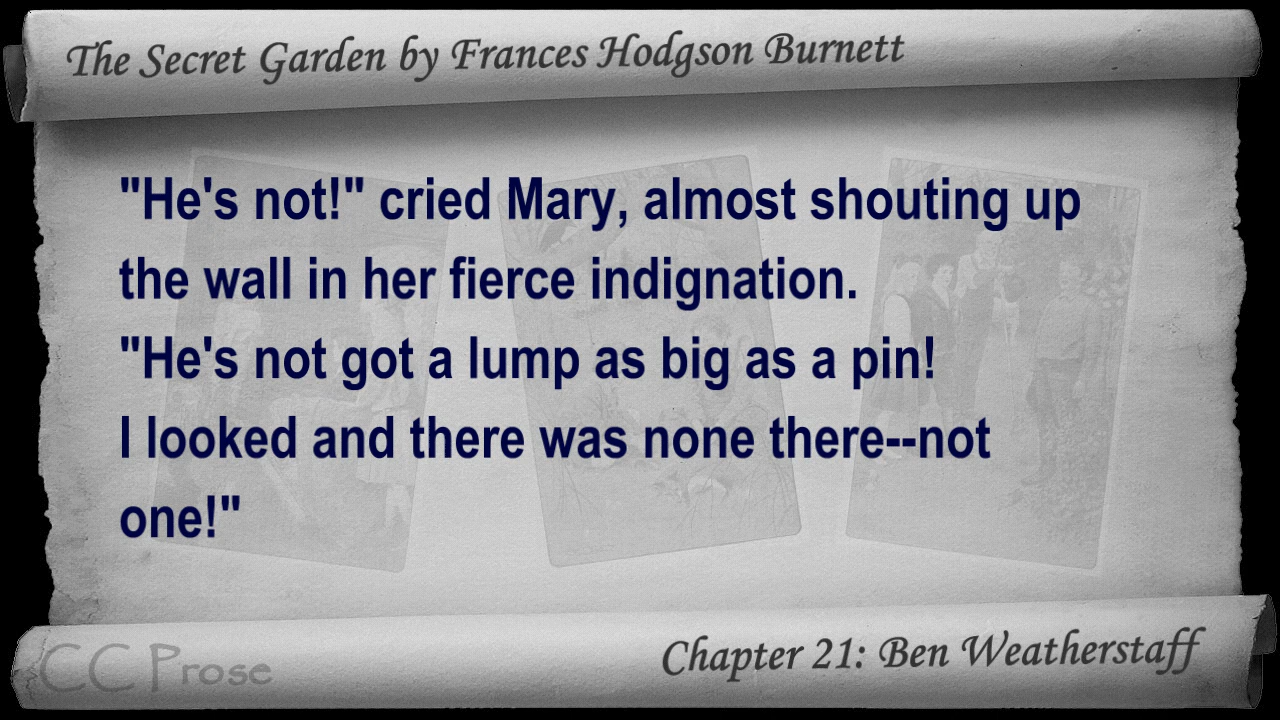 The Secret Garden by Frances Hodgson Burnett
"He's not!" cried Mary, almost shouting up
the wall in her fierce indignation.
"He's not got a lump as big as a pin!
I looked and there was none there--not
one!"
CC Prose
Chapter 21: Ben Weatherstaff